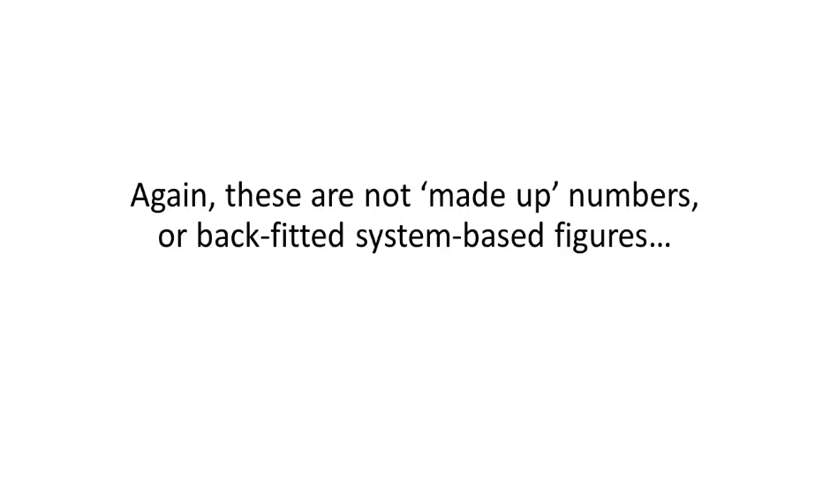 Again, these are not ‘made up’ numbers,
or back-fitted system-based figures…